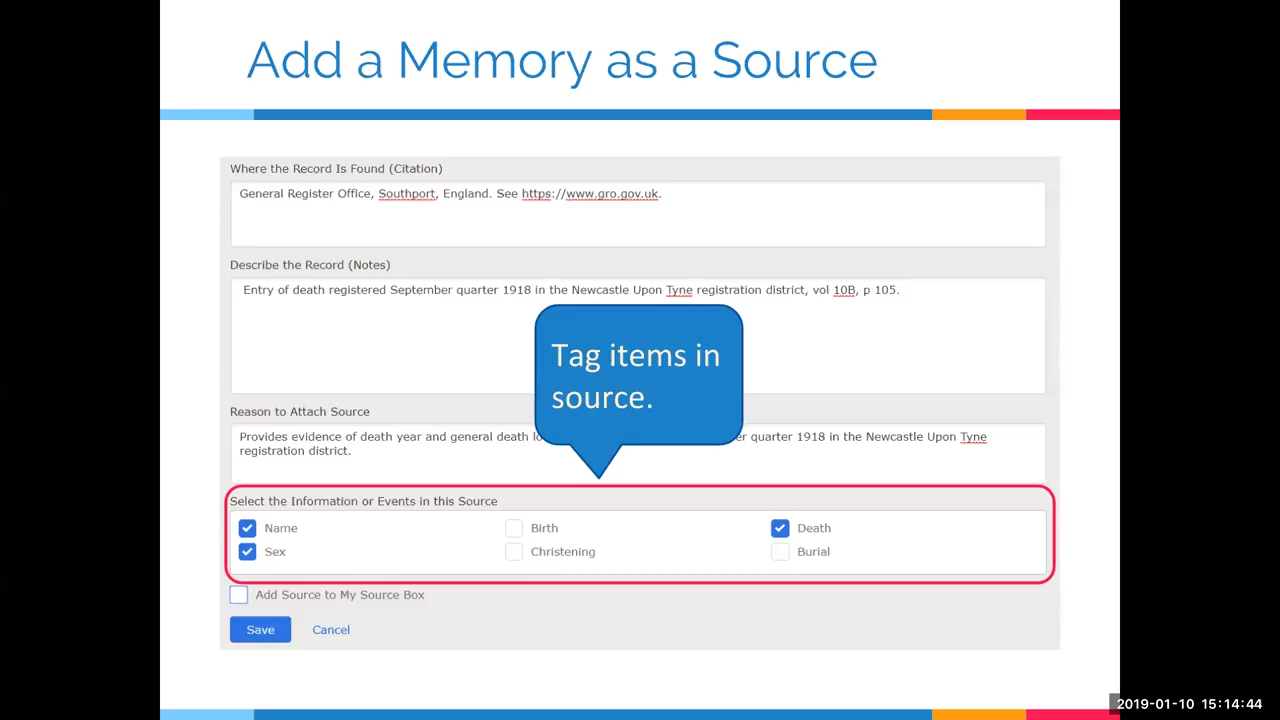 Add a Memory as a Source
Where the Record Is Found (Citation)
General Register Office, Southport, England. See https://www.gro.gov.uk.
Describe the Record (Notes)
Entry of death registered September quarter 1918 in the Newcastle Upon Tyne registration district, vol 10B, p 105.
Tag items in
source.
Reason to Attach Source
Provides evidence of death year and general death quarter 1918 in the Newcastle Upon Tyne
registration district.
Select the Information or Events in this Source
Name Birth Death
Sex Christening Burial
Add Source to My Source Box
Save Cancel
2019-01-10 15:14:44